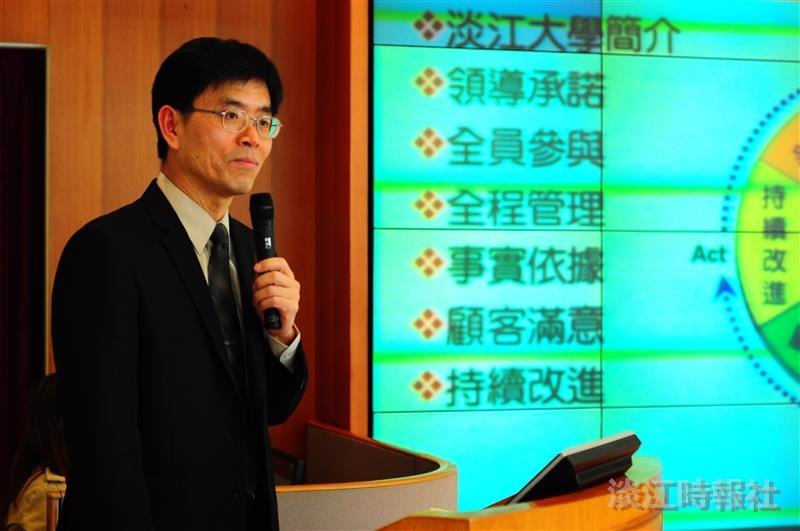 淡江大學簡介
領導承諾
全員參與
全程管理
事實依據
顧客滿意
持續改進
Act
持續改進
淡江時報社